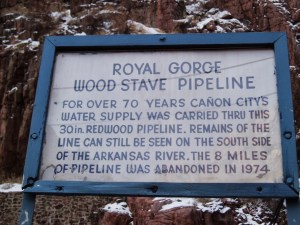 ROYAL GORGE
WOOD STAVE PIPELINE
FOR OVER 70 YEARS CAÑON CITY'S
WATER SUPPLY WAS CARRIED THRU THIS
30 in. REDWOOD PIPELINE. REMAINS OF THE
LINE CAN STILL BE SEEN ON THE SOUTH SIDE
OF THE ARKANSAS RIVER. THE 8 MILES
OF PIPELINE WAS ABANDONED IN 1974.